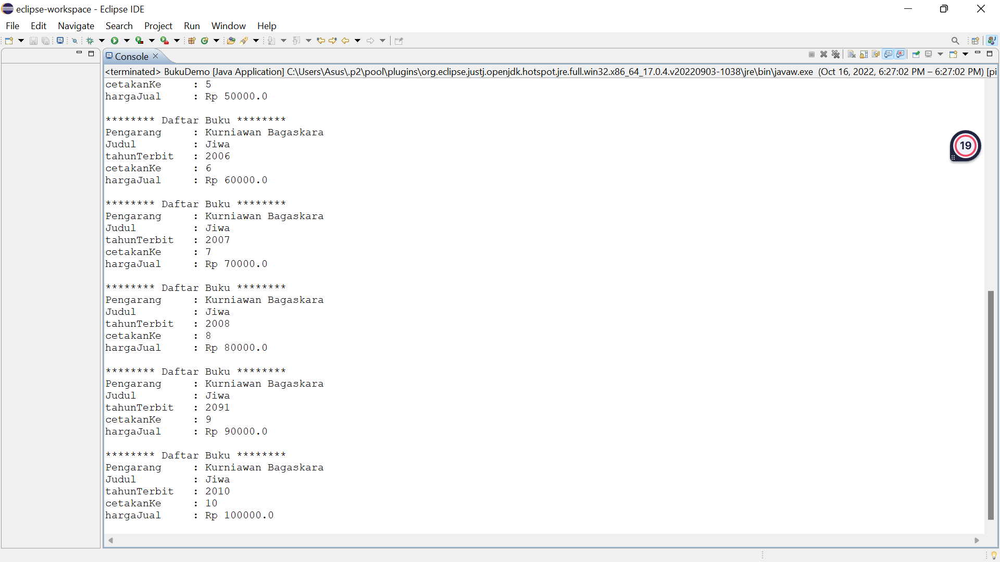 eclipse-workspace - Eclipse IDE
File Edit Navigate Search Project Run Window Help
Console
<terminated> BukuDemo [Java Application] C:\Users\Asus\.p2\pool\plugins\org.eclipse.justj.openjdk.hotspot.jre.full.win32.x86_64_17.0.4.v20220903-1038\jre\bin\javaw.exe (Oct 16, 2022, 6:27:02 PM – 6:27:02 PM) [pi
cetakanKe : 5
hargaJual : Rp 50000.0
******** Daftar Buku ********
Pengarang : Kurniawan Bagaskara
Judul : Jiwa
tahunTerbit : 2006
cetakanKe : 6
hargaJual : Rp 60000.0
******** Daftar Buku ********
Pengarang : Kurniawan Bagaskara
Judul : Jiwa
tahunTerbit : 2007
cetakanKe : 7
hargaJual : Rp 70000.0
******** Daftar Buku ********
Pengarang : Kurniawan Bagaskara
Judul : Jiwa
tahunTerbit : 2008
cetakanKe : 8
hargaJual : Rp 80000.0
******** Daftar Buku ********
Pengarang : Kurniawan Bagaskara
Judul : Jiwa
tahunTerbit : 2091
cetakanKe : 9
hargaJual : Rp 90000.0
******** Daftar Buku ********
Pengarang : Kurniawan Bagaskara
Judul : Jiwa
tahunTerbit : 2010
cetakanKe : 10
hargaJual : Rp 100000.0
19